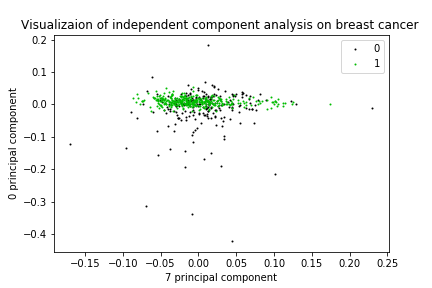 Visualizaion of independent component analysis on breast cancer
0.2
0.1
0.0
−0.1
−0.2
−0.3
−0.4
0 principal component
0
1
−0.15 −0.10 −0.05 0.00 0.05 0.10 0.15 0.20 0.25
7 principal component